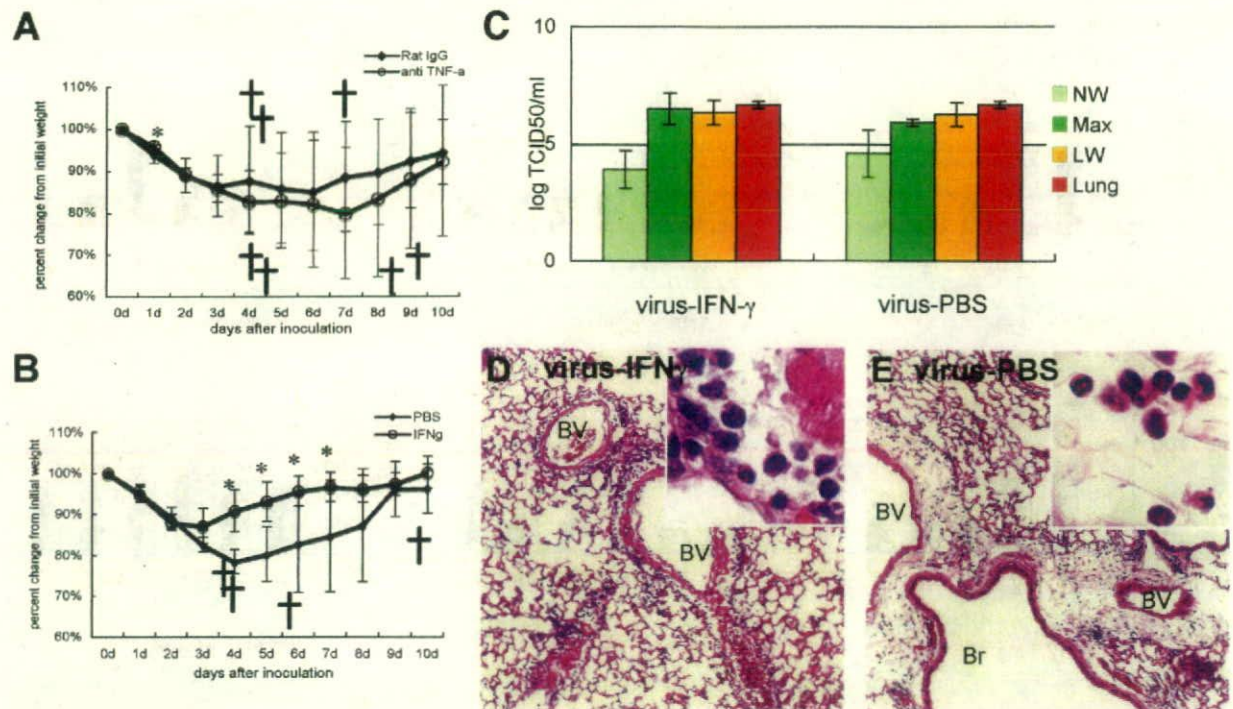 A
Rat IgG
anti TNF-a
110%
100%
90%
80%
70%
60%
percent change from initial weight
*
0d 1d 2d 3d 4d 5d 6d 7d 8d 9d 10d
days after inoculation
B
PBS
IFNg
110%
100%
90%
80%
70%
60%
percent change from initial weight
* * * *
0d 1d 2d 3d 4d 5d 6d 7d 8d 9d 10d
days after inoculation
C
10
5
0
log TCID50/ml
NW
Max
LW
Lung
virus-IFN-γ virus-PBS
D virus-IFNγ
BV
BV
E virus-PBS
BV
BV
Br